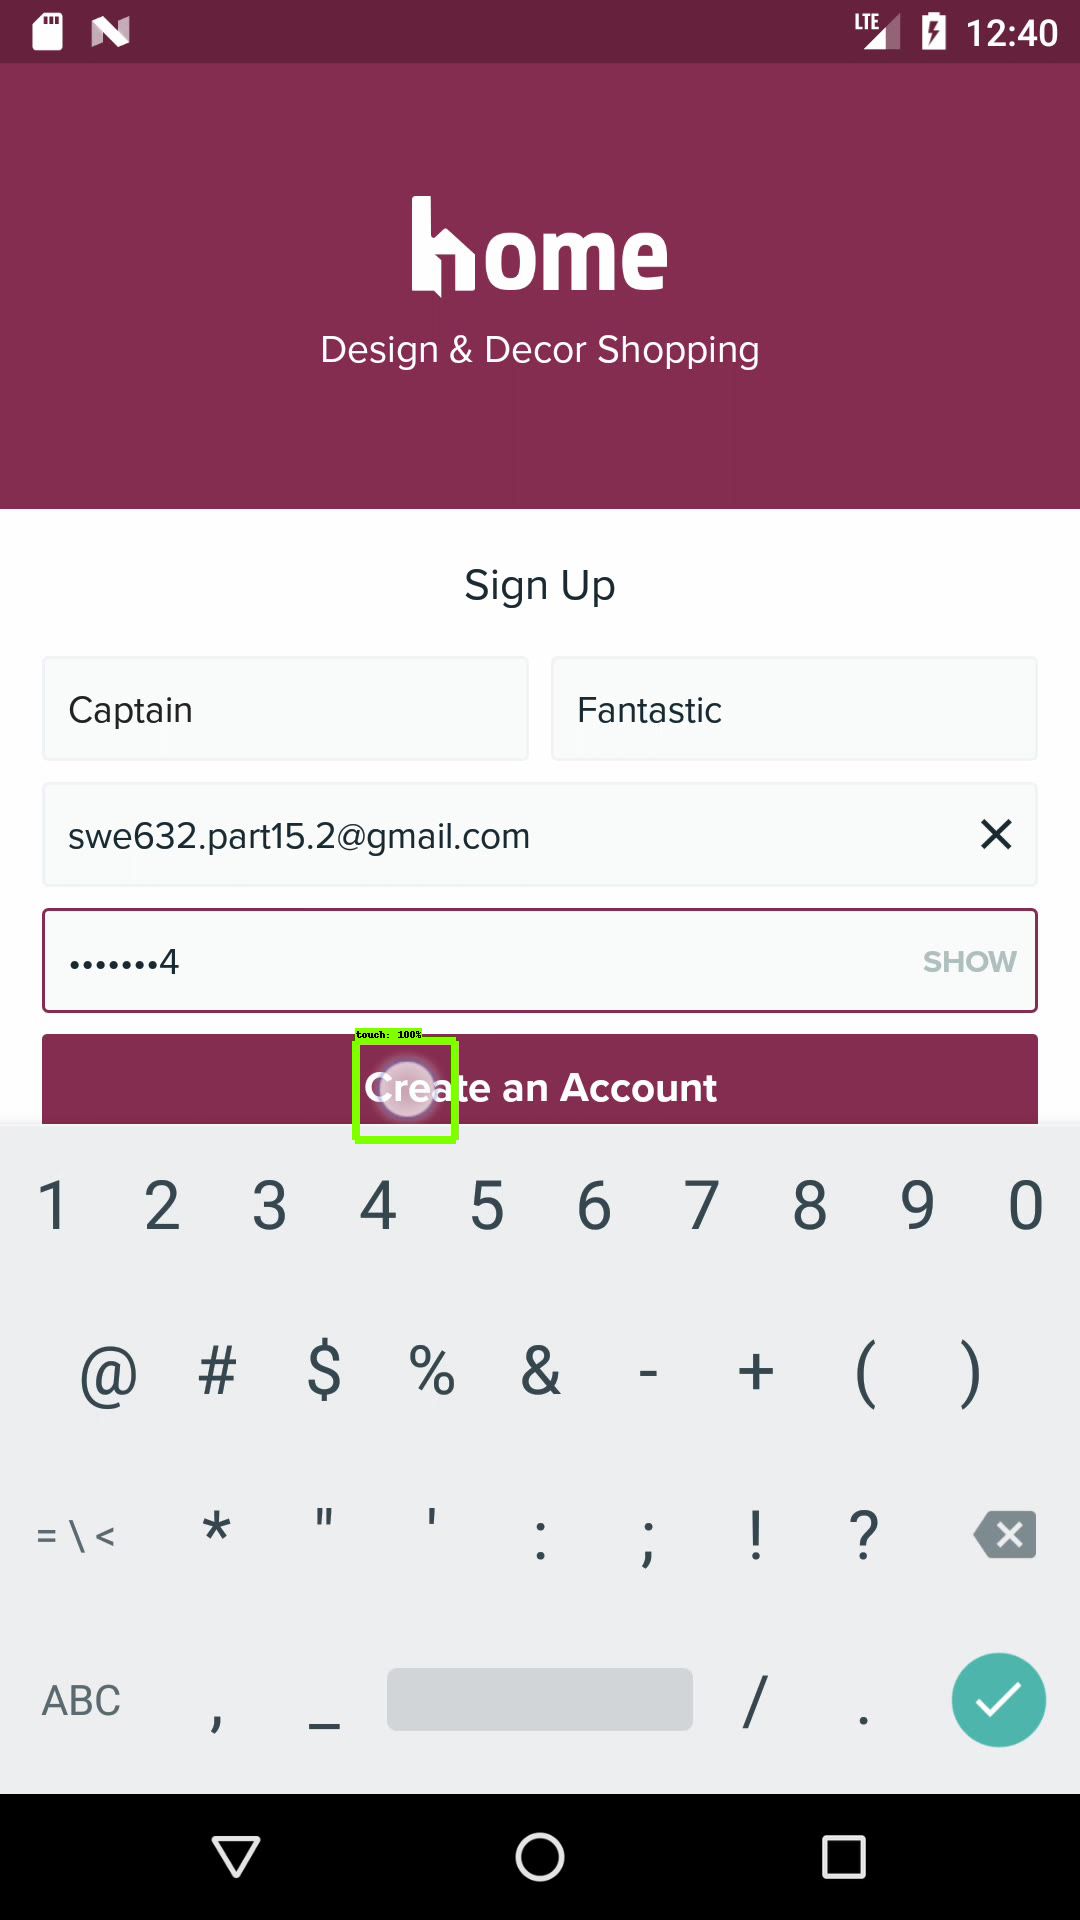 LTE 12:40
home
Design & Decor Shopping
Sign Up
Captain Fantastic
swe632.part15.2@gmail.com
•••••••4 SHOW
touch: 100%
Create an Account
1 2 3 4 5 6 7 8 9 0
@ # $ % & - + ( )
= \ < * " ' : ; ! ?
ABC , _ / .